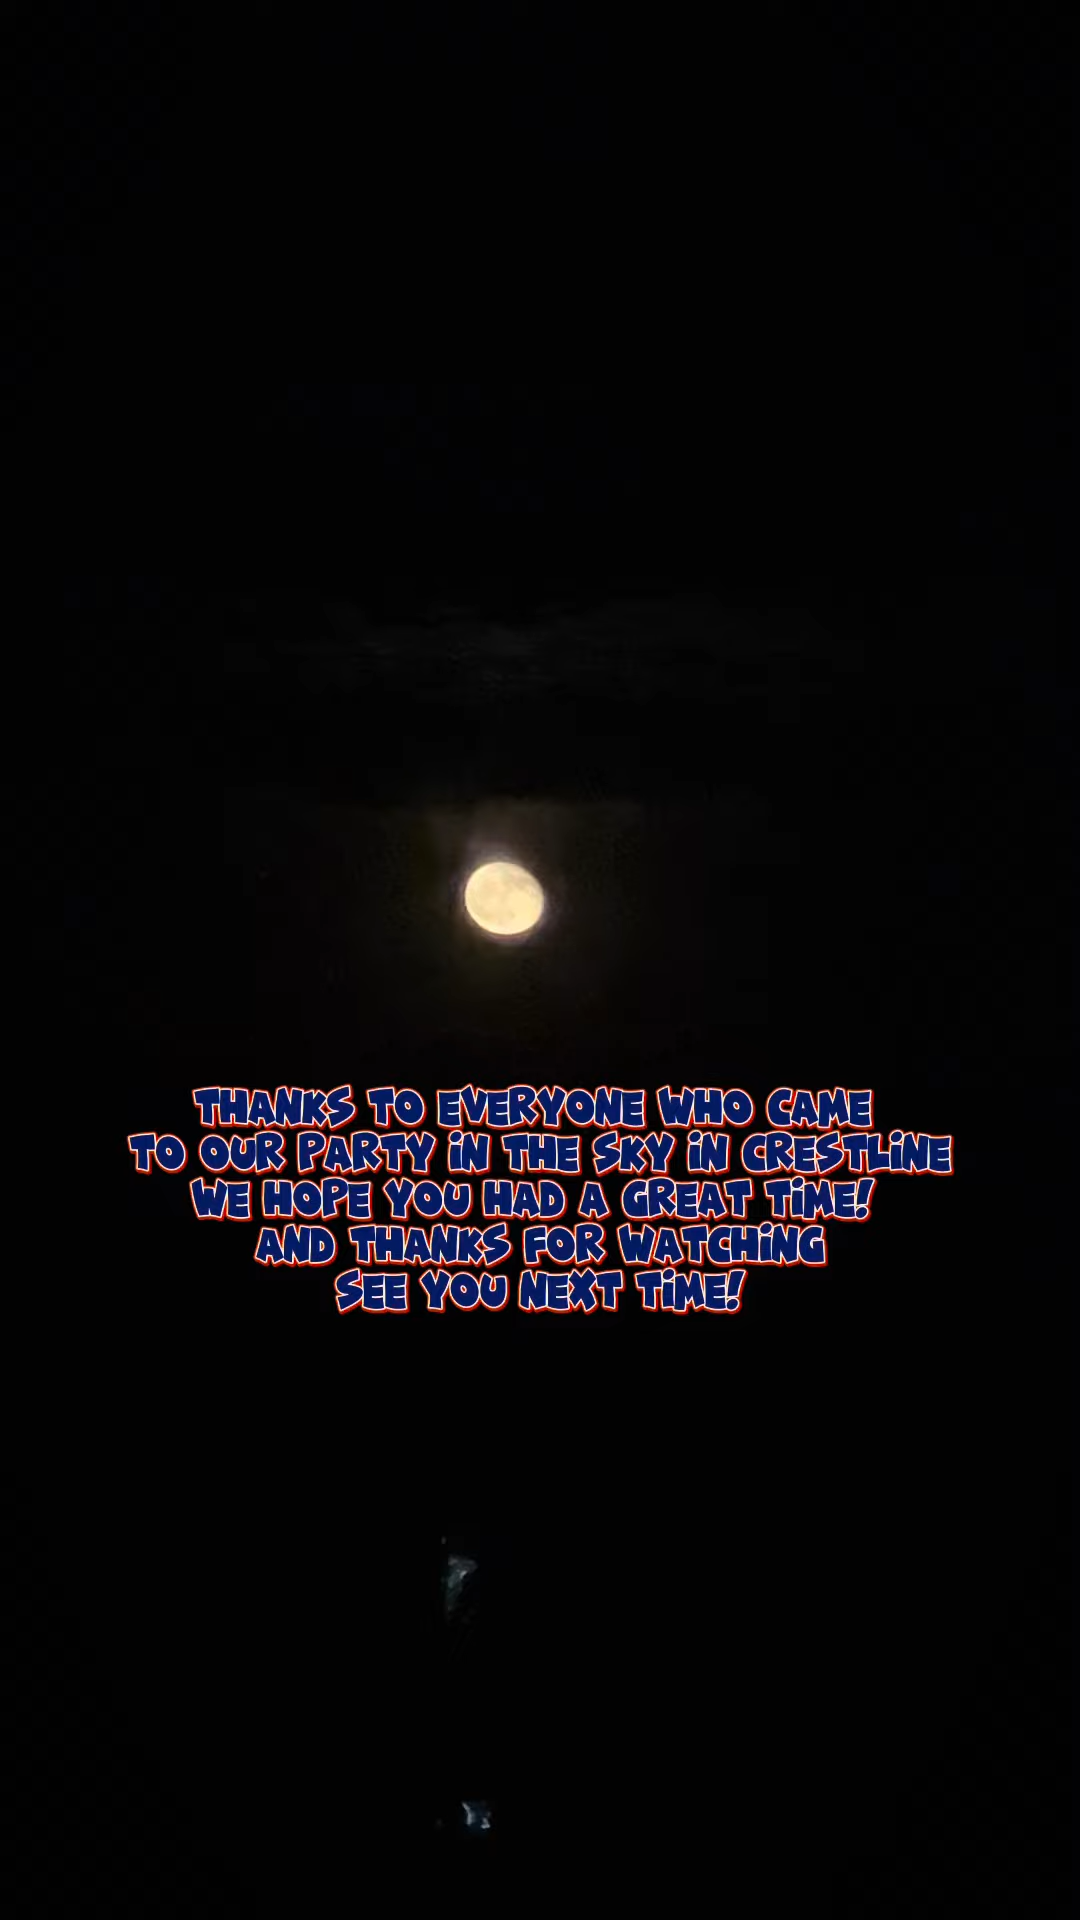 THANKS TO EVERYONE WHO CAME
TO OUR PARTY iN THE SKY iN CRESTLiNE
WE HOPE YOU HAD A GREAT TiME!
AND THANKS FOR WATCHiNG
SEE YOU NEXT TiME!